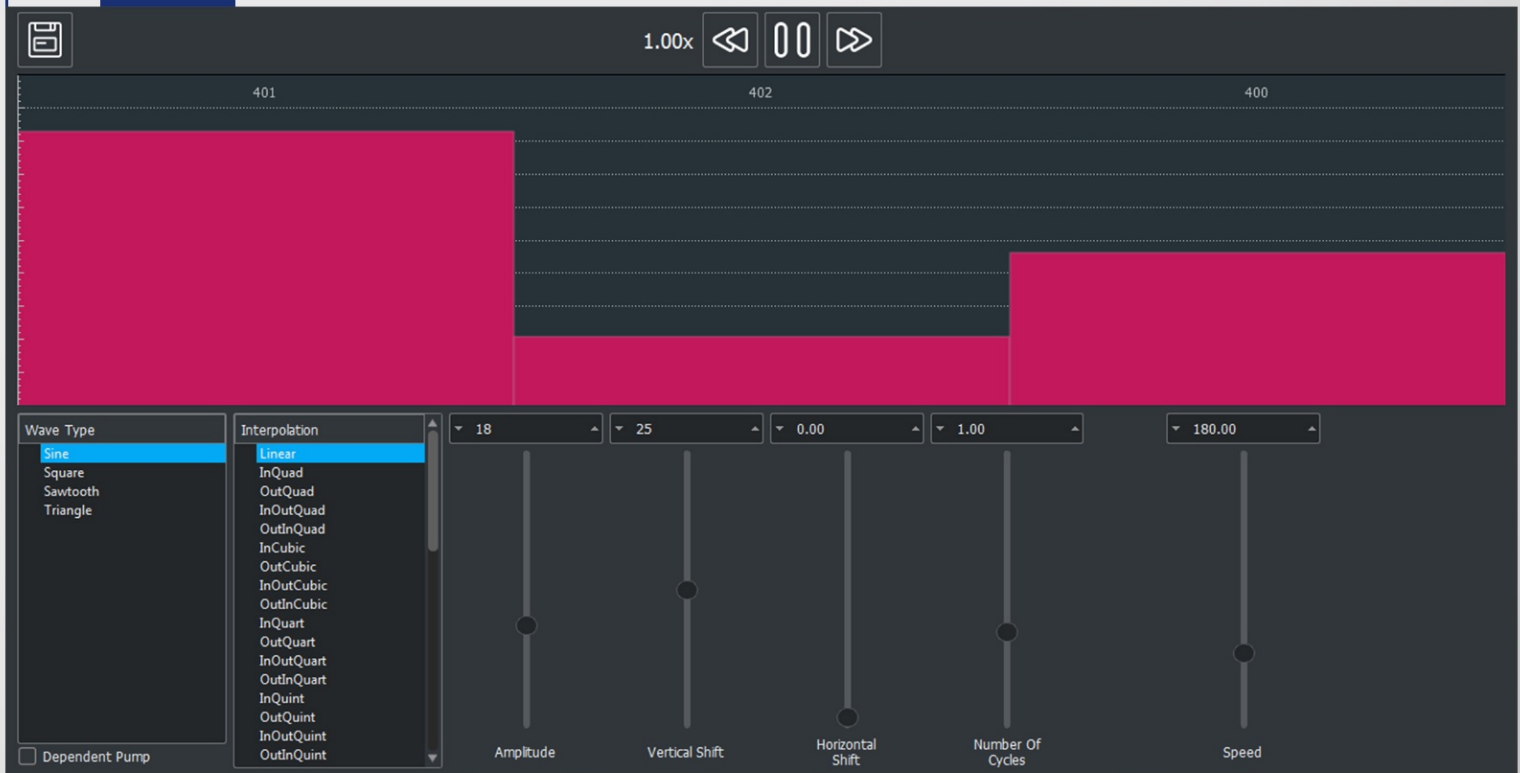 1.00x
401 402 400
Wave Type
Sine
Square
Sawtooth
Triangle
Dependent Pump
Interpolation
Linear
InQuad
OutQuad
InOutQuad
OutInQuad
InCubic
OutCubic
InOutCubic
OutInCubic
InQuart
OutQuart
InOutQuart
OutInQuart
InQuint
OutQuint
InOutQuint
OutInQuint
18 25 0.00 1.00 180.00
Amplitude
Vertical Shift
Horizontal
Shift
Number Of
Cycles
Speed